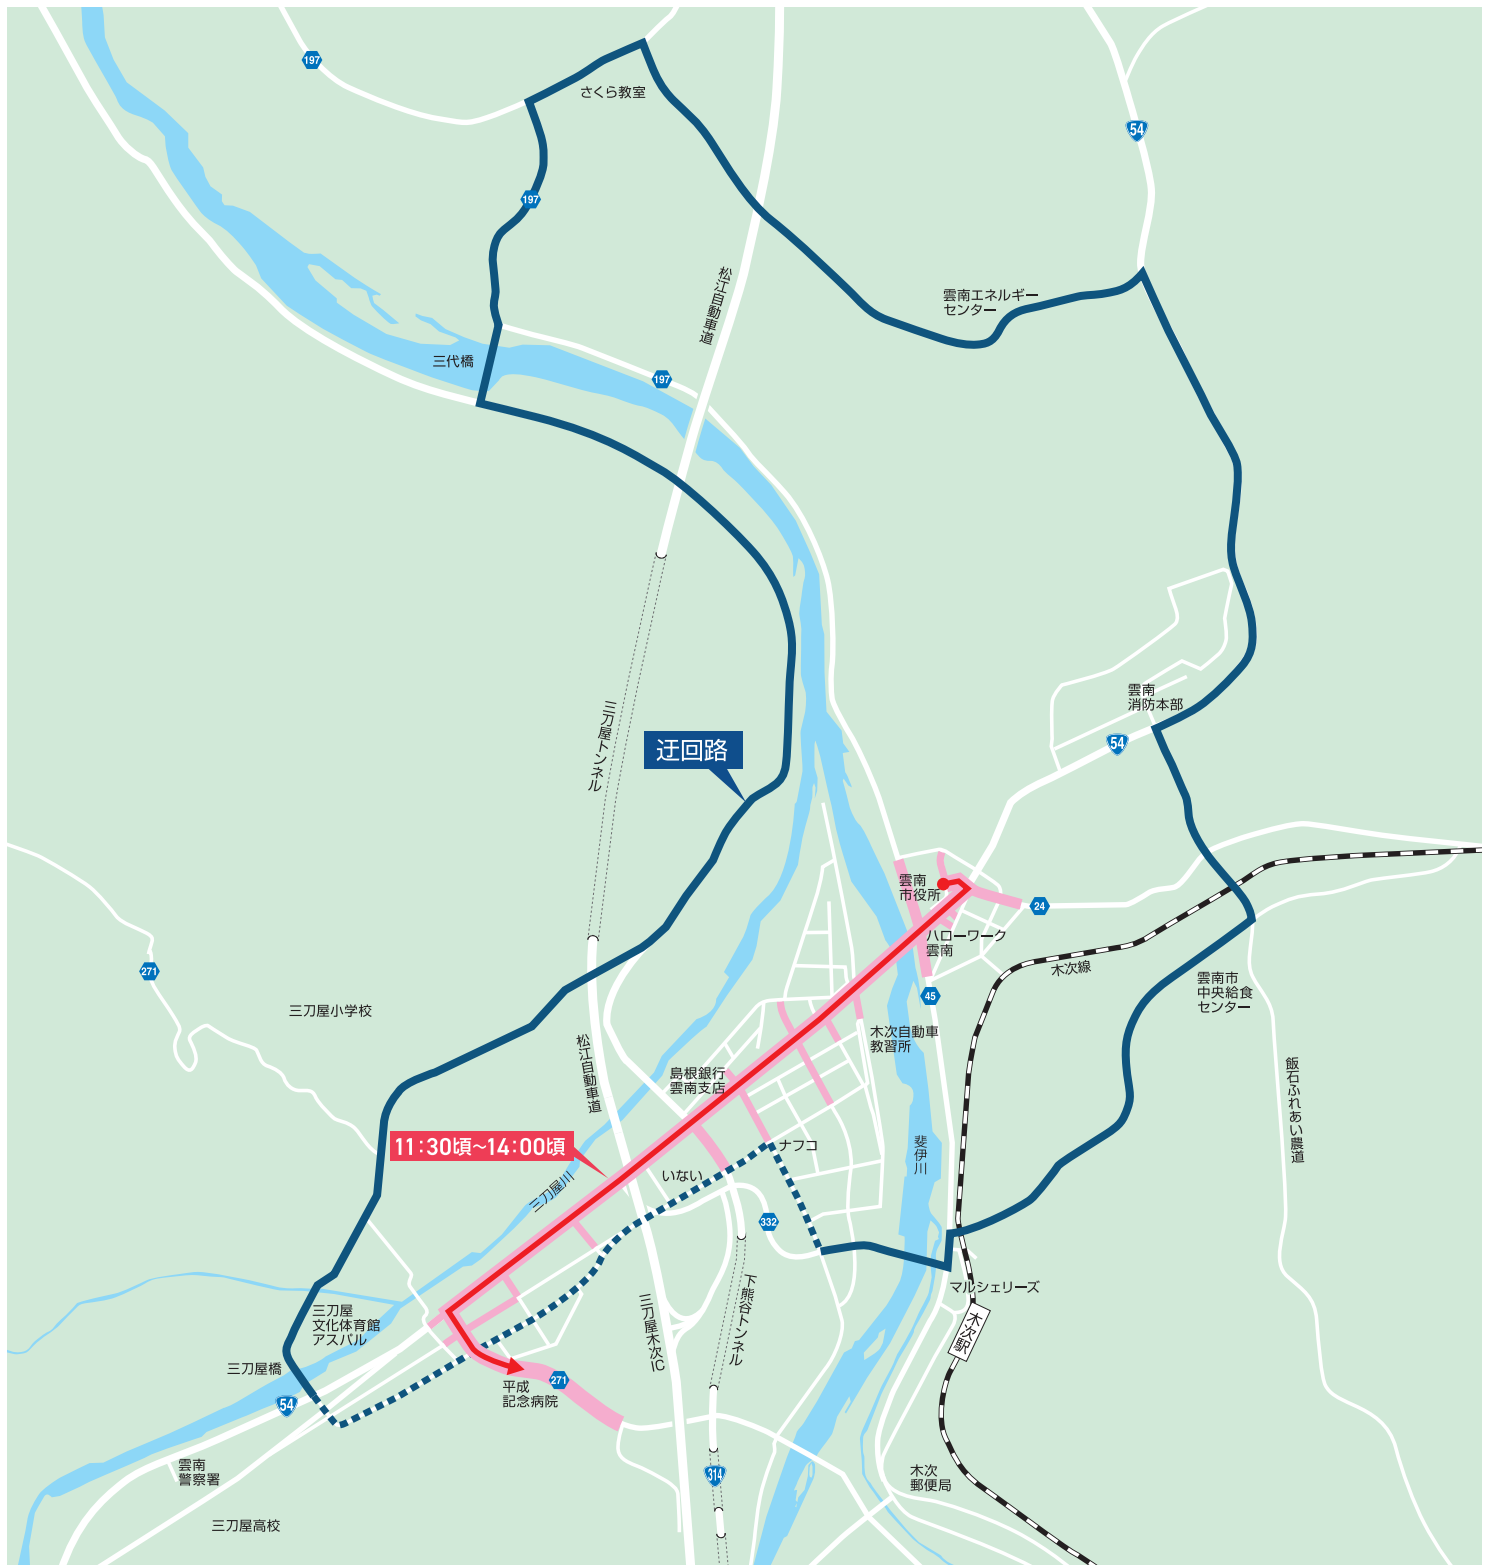 197
さくら教室
54
197
松江自動車道
雲南エネルギー
センター
三代橋
197
三刀屋トンネル
雲南
消防本部
迂回路
54
雲南
市役所
24
ハローワーク
雲南
木次線
271
雲南市
中央給食
センター
45
三刀屋小学校
木次自動車
教習所
松江自動車道
島根銀行
雲南支店
飯石ふれあい農道
11:30頃~14:00頃
ナフコ
斐伊川
いない
三刀屋川
332
マルシェリーズ
下熊谷トンネル
三刀屋木次IC
三刀屋
文化体育館
アスパル
木次駅
三刀屋橋
平成
記念病院
271
54
雲南
警察署
314
木次
郵便局
三刀屋高校